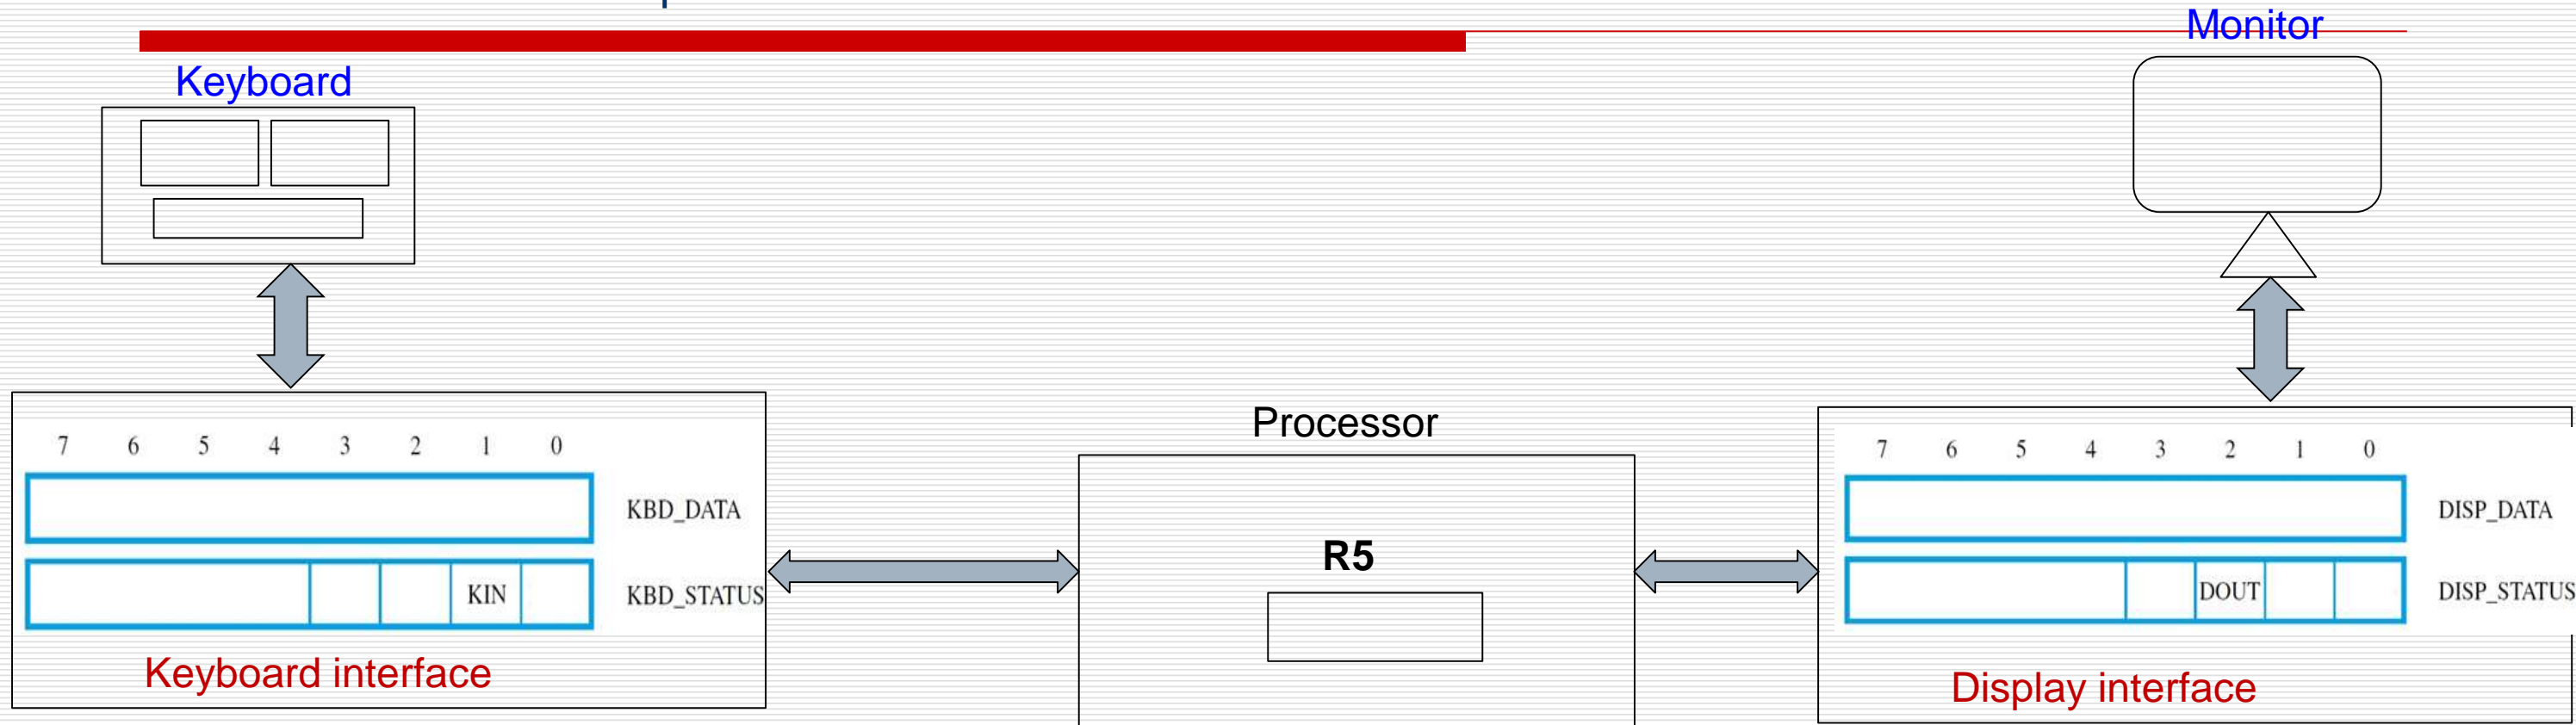 Monitor
Keyboard
Processor
7 6 5 4 3 2 1 0
KBD_DATA
KIN
KBD_STATUS
Keyboard interface
R5
7 6 5 4 3 2 1 0
DISP_DATA
DOUT
DISP_STATUS
Display interface